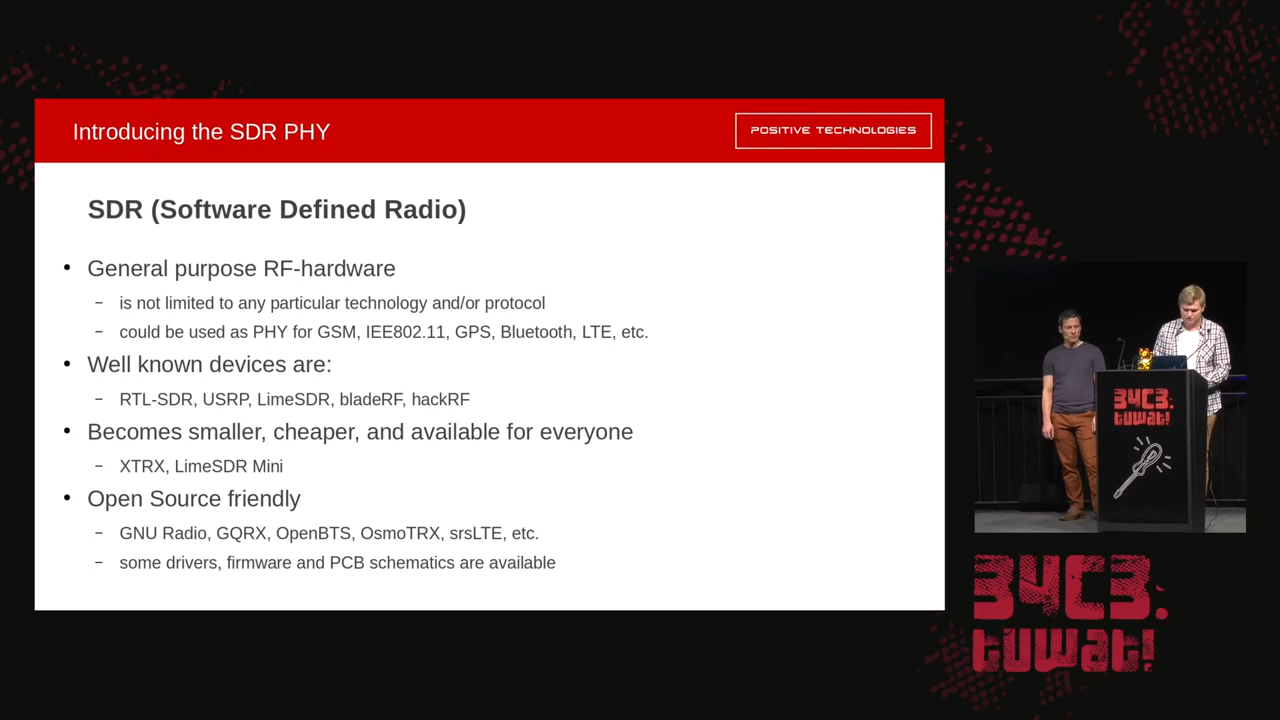 Introducing the SDR PHY
POSITIVE TECHNOLOGIES
SDR (Software Defined Radio)
• General purpose RF-hardware
– is not limited to any particular technology and/or protocol
– could be used as PHY for GSM, IEE802.11, GPS, Bluetooth, LTE, etc.
• Well known devices are:
– RTL-SDR, USRP, LimeSDR, bladeRF, hackRF
• Becomes smaller, cheaper, and available for everyone
– XTRX, LimeSDR Mini
• Open Source friendly
– GNU Radio, GQRX, OpenBTS, OsmoTRX, srsLTE, etc.
– some drivers, firmware and PCB schematics are available
34C3.
tuwat!
34C3.
tuwat!